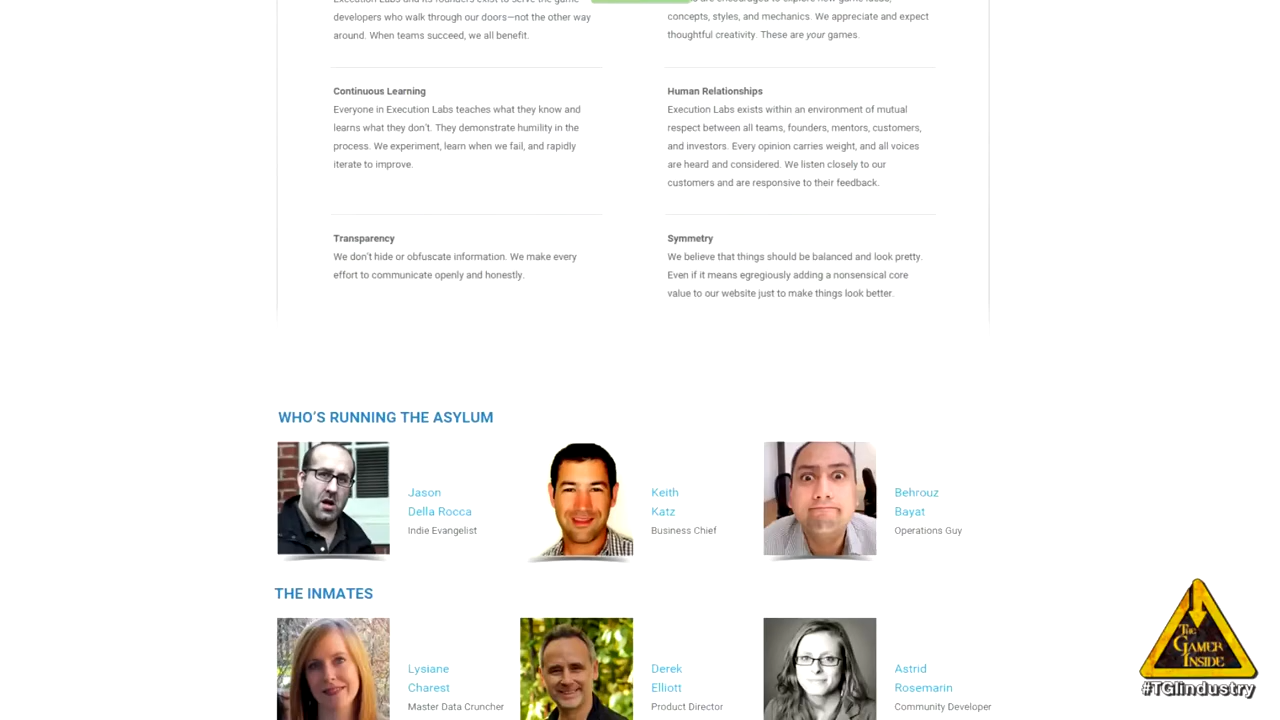 developers who walk through our doors—not the other way
around. When teams succeed, we all benefit.
concepts, styles, and mechanics. We appreciate and expect
thoughtful creativity. These are your games.
Continuous Learning
Everyone in Execution Labs teaches what they know and
learns what they don't. They demonstrate humility in the
process. We experiment, learn when we fail, and rapidly
iterate to improve.
Human Relationships
Execution Labs exists within an environment of mutual
respect between all teams, founders, mentors, customers,
and investors. Every opinion carries weight, and all voices
are heard and considered. We listen closely to our
customers and are responsive to their feedback.
Transparency
We don't hide or obfuscate information. We make every
effort to communicate openly and honestly.
Symmetry
We believe that things should be balanced and look pretty.
Even if it means egregiously adding a nonsensical core
value to our website just to make things look better.
WHO'S RUNNING THE ASYLUM
Jason
Della Rocca
Indie Evangelist
Keith
Katz
Business Chief
Behrouz
Bayat
Operations Guy
THE INMATES
Lysiane
Charest
Master Data Cruncher
Derek
Elliott
Product Director
Astrid
Rosemarin
Community Developer
THE
GAMER
INSIDE
#TGIindustry